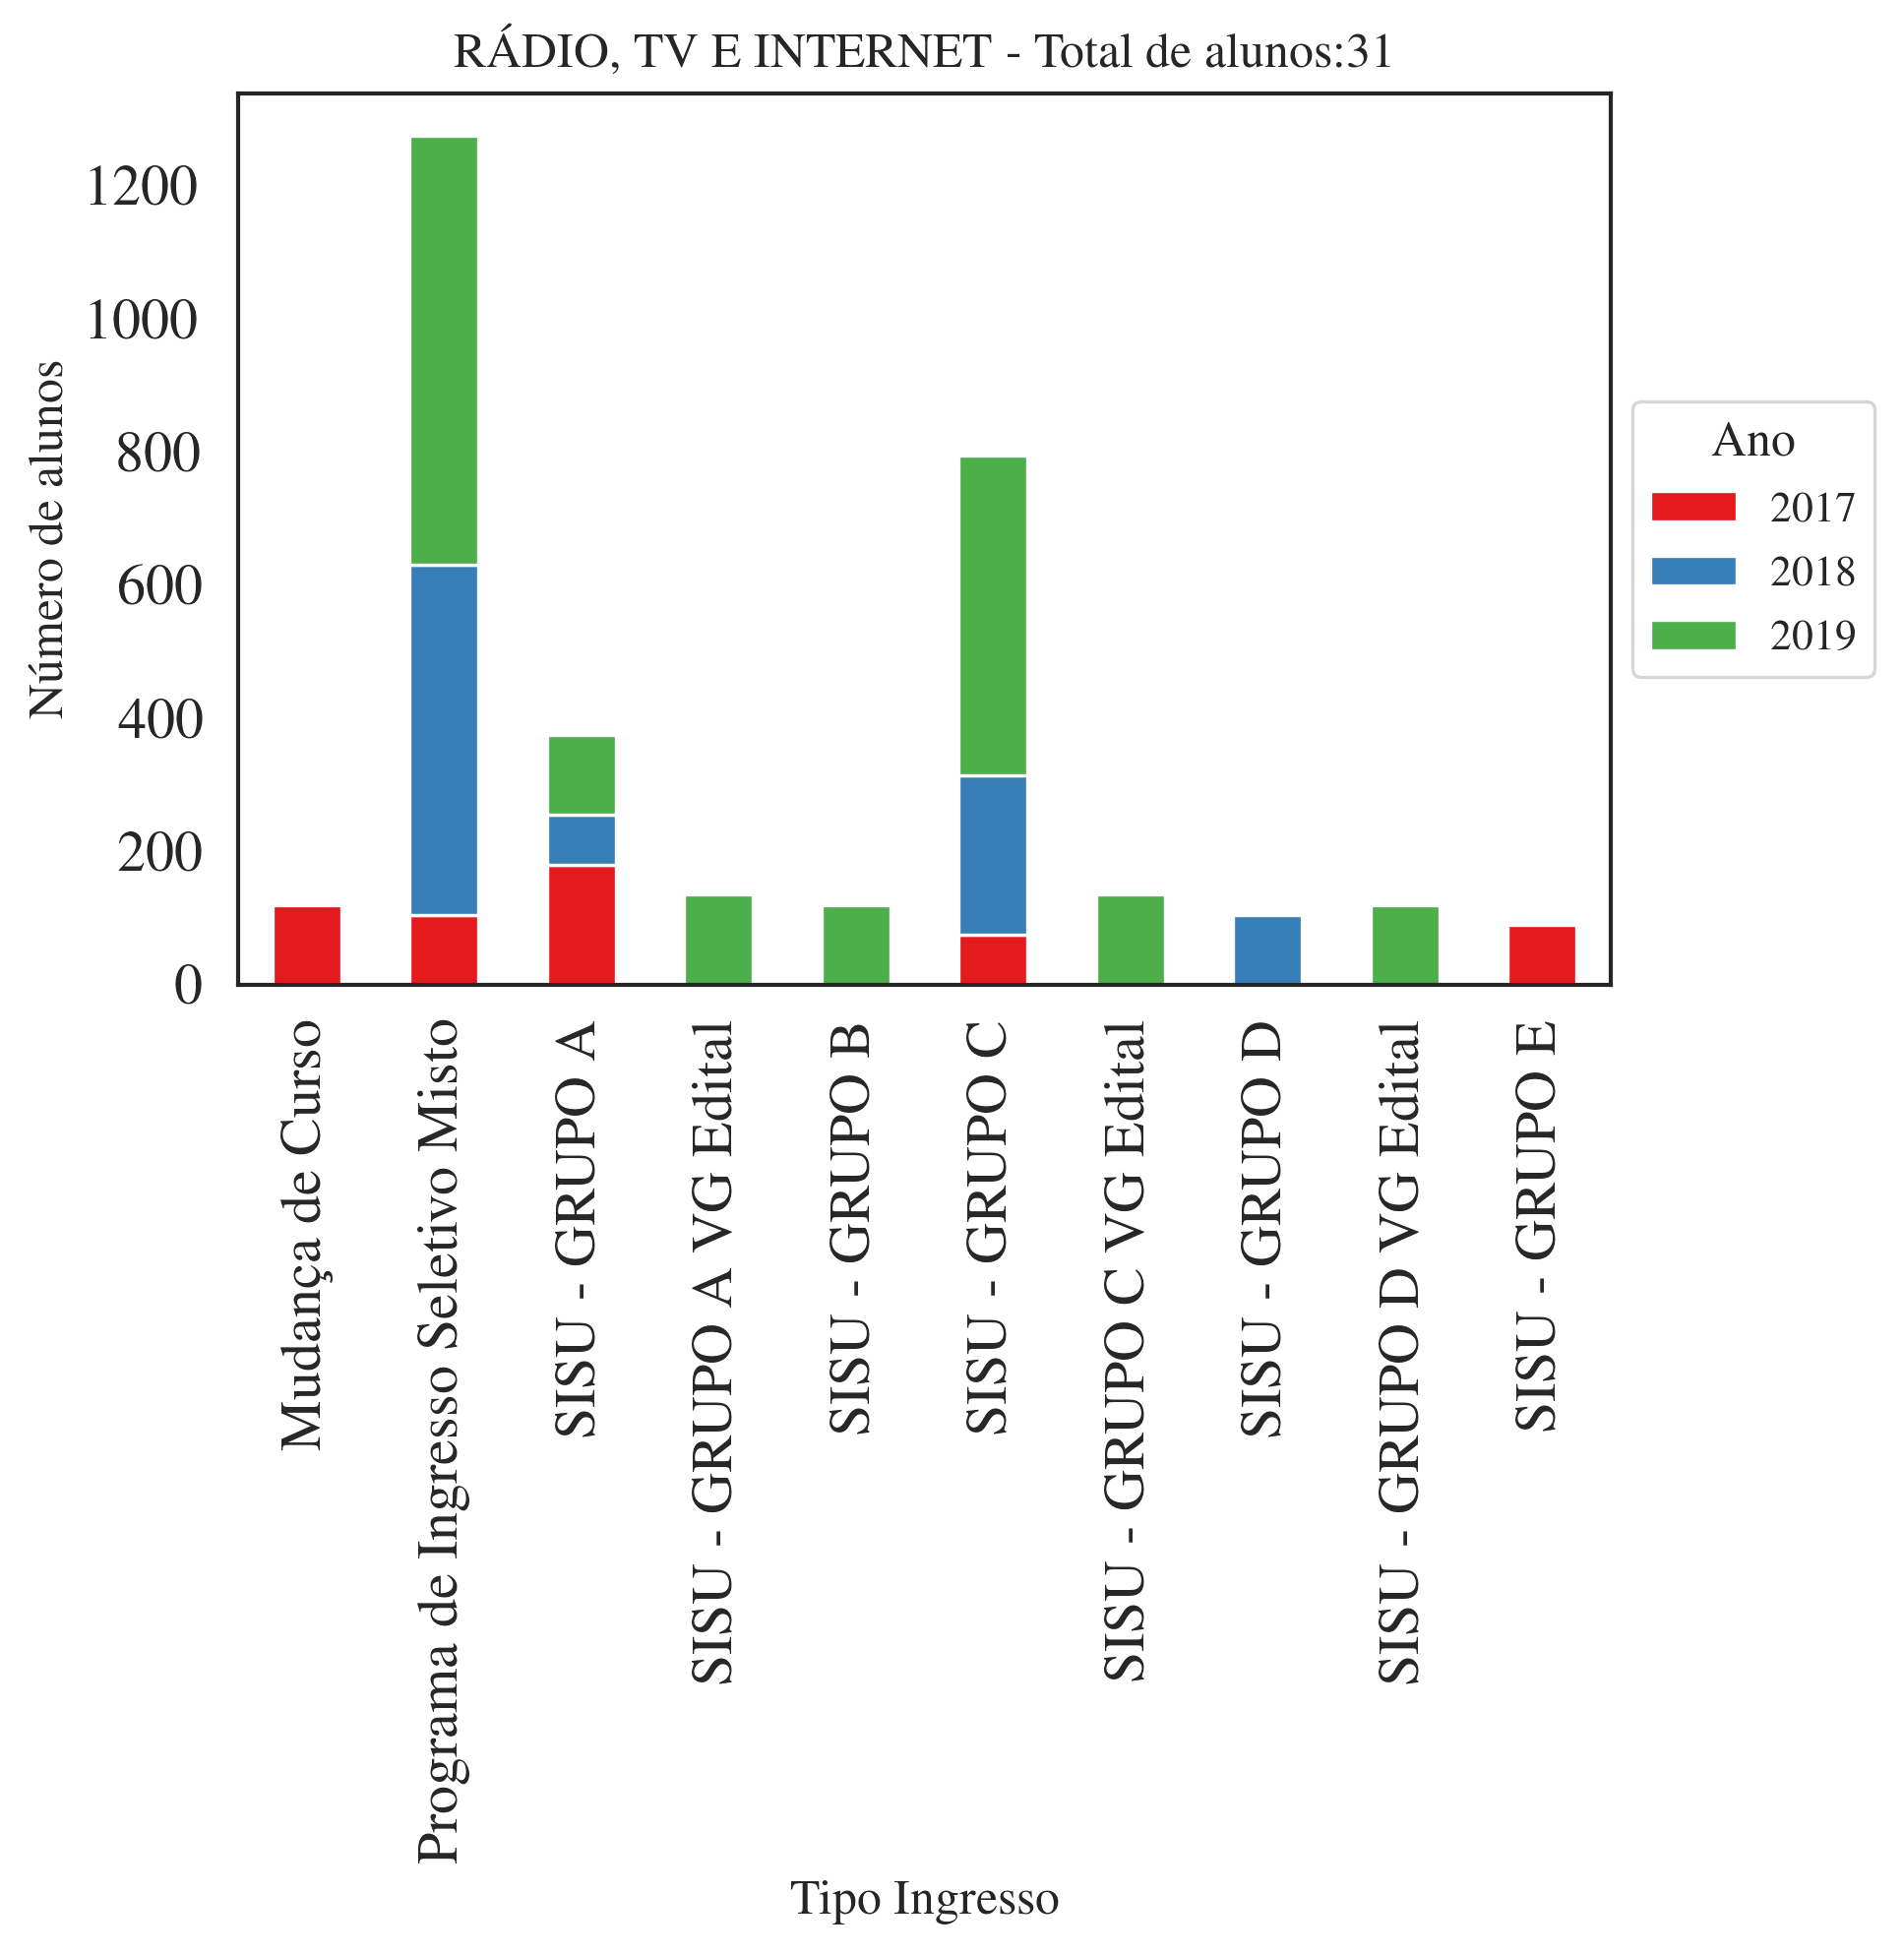 RÁDIO, TV E INTERNET - Total de alunos:31
1200
1000
800
600
400
200
0
Número de alunos
Ano
2017
2018
2019
Mudança de Curso
Programa de Ingresso Seletivo Misto
SISU - GRUPO A
SISU - GRUPO A VG Edital
SISU - GRUPO B
SISU - GRUPO C
SISU - GRUPO C VG Edital
SISU - GRUPO D
SISU - GRUPO D VG Edital
SISU - GRUPO E
Tipo Ingresso